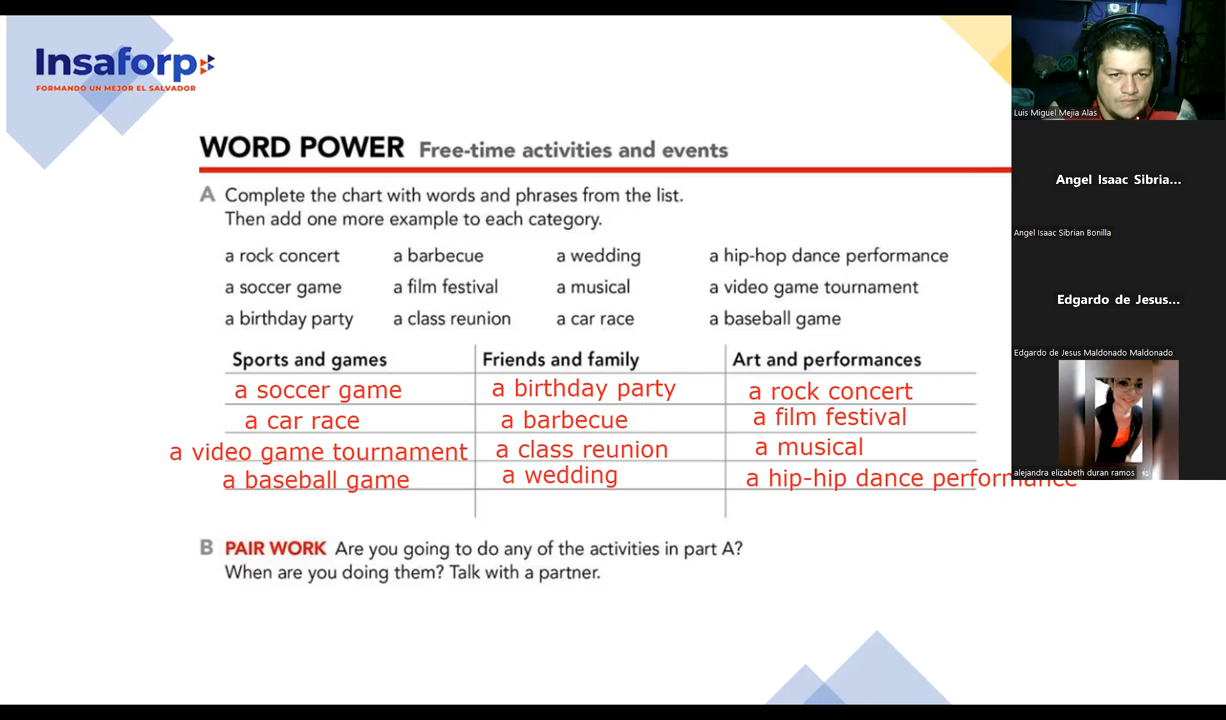 Insaforp
FORMANDO UN MEJOR EL SALVADOR
WORD POWER Free-time activities and events
A Complete the chart with words and phrases from the list.
Then add one more example to each category.
a rock concert a barbecue a wedding a hip-hop dance performance
a soccer game a film festival a musical a video game tournament
a birthday party a class reunion a car race a baseball game
Sports and games Friends and family Art and performances
a soccer game a birthday party a rock concert
a car race a barbecue a film festival
a video game tournament a class reunion a musical
a baseball game a wedding a hip-hip dance performance
B PAIR WORK Are you going to do any of the activities in part A?
When are you doing them? Talk with a partner.
Luis Miguel Mejia Alas
Angel Isaac Sibria...
Angel Isaac Sibrian Bonilla
Edgardo de Jesus...
Edgardo de Jesus Maldonado Maldonado
alejandra elizabeth duran ramos